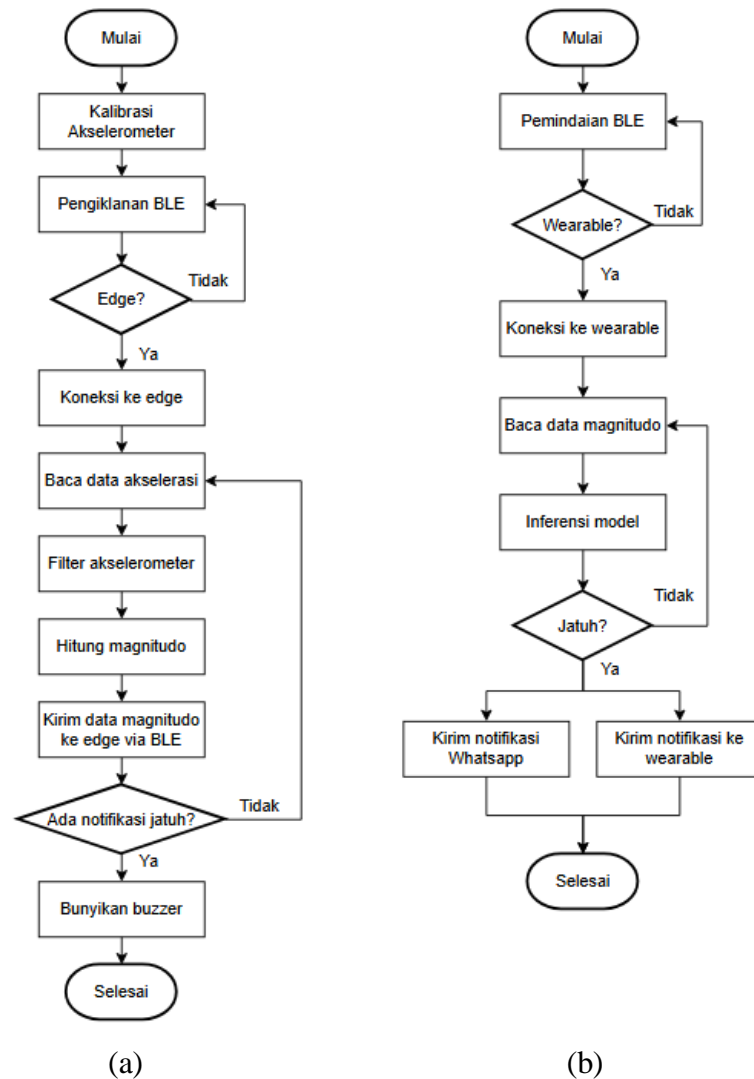 Mulai
Kalibrasi
Akselerometer
Pengiklanan BLE
Tidak
Edge?
Ya
Koneksi ke edge
Baca data akselerasi
Filter akselerometer
Hitung magnitudo
Kirim data magnitudo
ke edge via BLE
Tidak
Ada notifikasi jatuh?
Ya
Bunyikan buzzer
Selesai
(a)
Mulai
Pemindaian BLE
Tidak
Wearable?
Ya
Koneksi ke wearable
Baca data magnitudo
Inferensi model
Tidak
Jatuh?
Ya
Kirim notifikasi
Whatsapp
Kirim notifikasi ke
wearable
Selesai
(b)